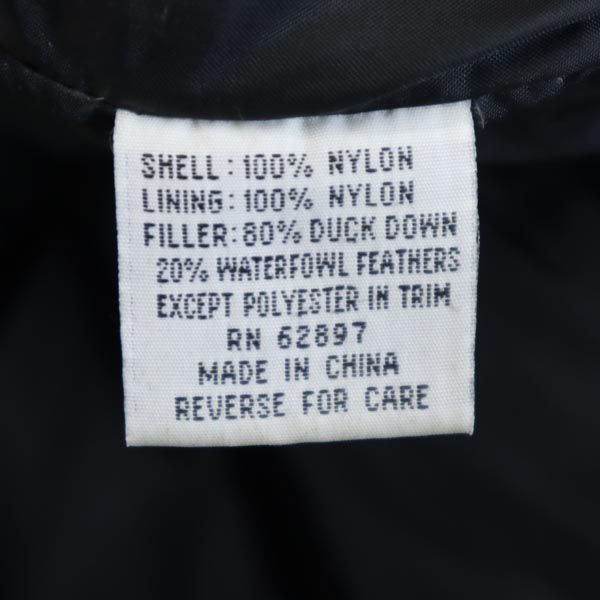 SHELL: 100% NYLON
LINING: 100% NYLON
FILLER: 80% DUCK DOWN
20% WATERFOWL FEATHERS
EXCEPT POLYESTER IN TRIM
RN 62897
MADE IN CHINA
REVERSE FOR CARE